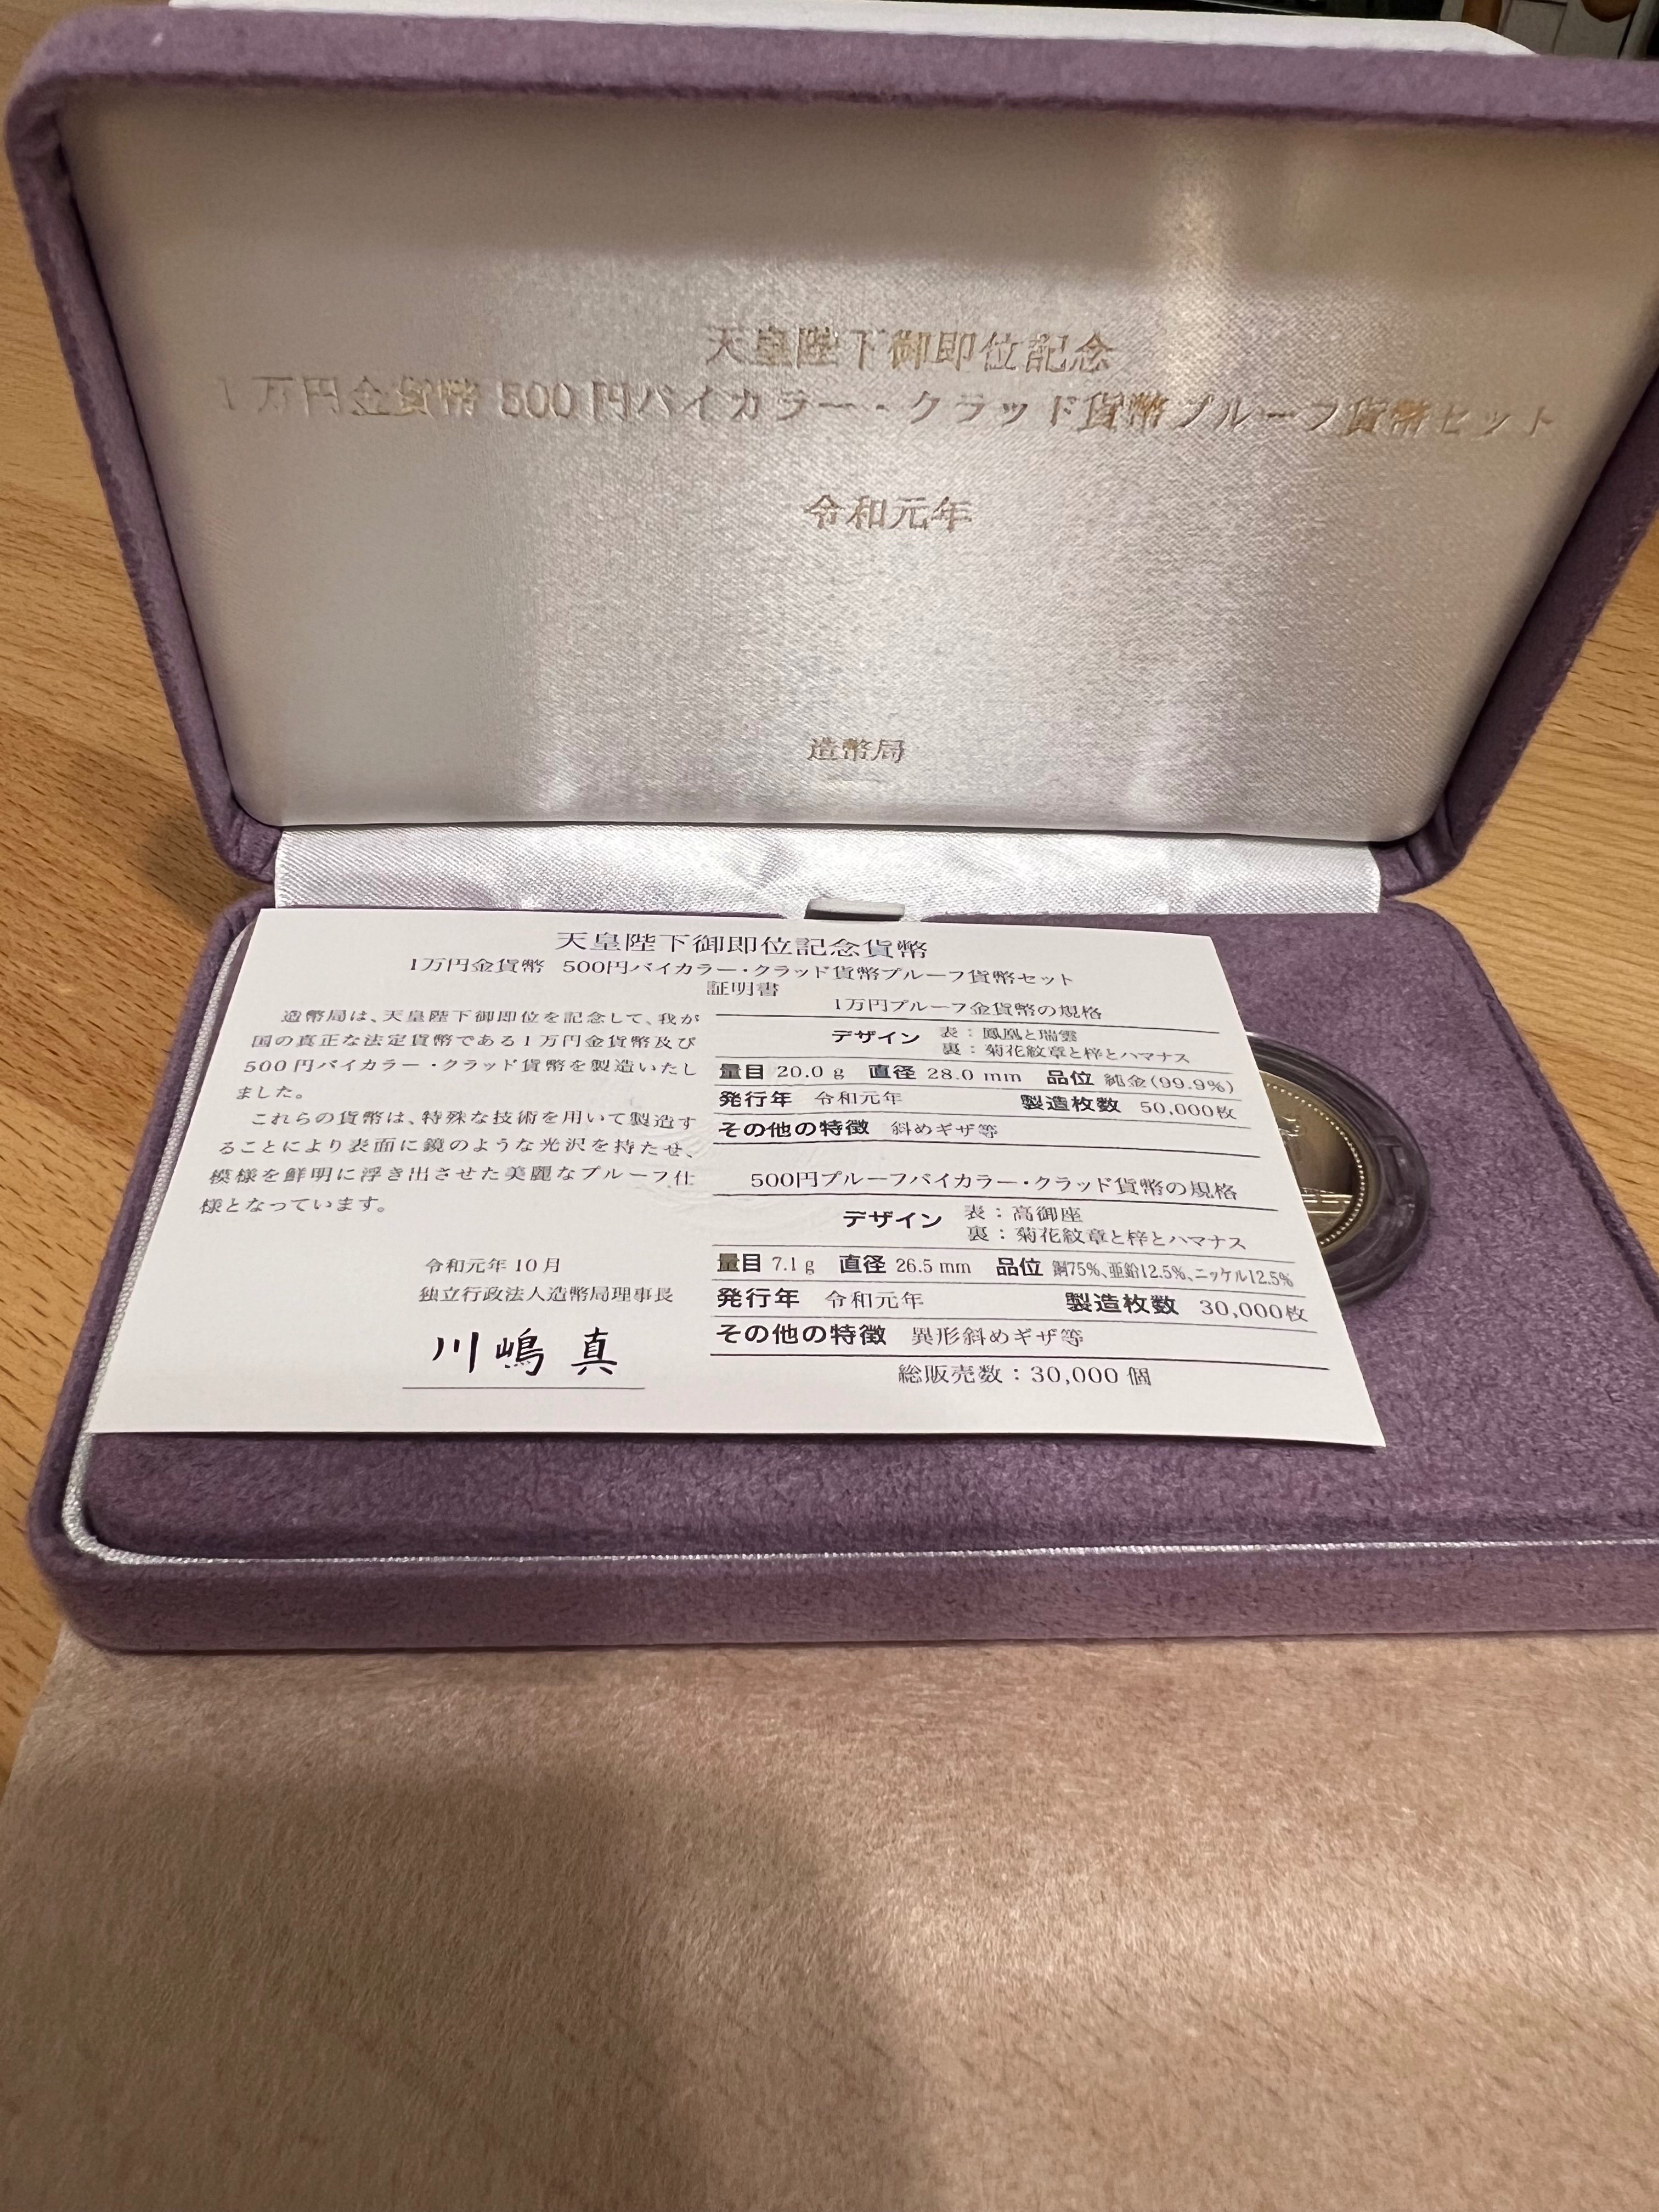 天皇陛下御即位記念
1万円金貨幣 500円バイカラー・クラッド貨幣プルーフ貨幣セット
令和元年
造幣局
天皇陛下御即位記念貨幣
1万円金貨幣 500円バイカラー・クラッド貨幣プルーフ貨幣セット
証明書
造幣局は、天皇陛下御即位を記念して、我が
国の真正な法定貨幣である1万円金貨幣及び
500円バイカラー・クラッド貨幣を製造いたし
ました。
これらの貨幣は、特殊な技術を用いて製造す
ることにより表面に鏡のような光沢を持たせ、
模様を鮮明に浮き出させた美麗なプルーフ仕
様となっています。
令和元年10月
独立行政法人造幣局理事長
川嶋 真
1万円プルーフ金貨幣の規格
デザイン 表：鳳凰と瑞雲
裏：菊花紋章と梓とハマナス
量目 20.0 g 直径 28.0 mm 品位 純金(99.9%)
発行年 令和元年 製造枚数 50,000枚
その他の特徴 斜めギザ等
500円プルーフバイカラー・クラッド貨幣の規格
デザイン 表：高御座
裏：菊花紋章と梓とハマナス
量目 7.1 g 直径 26.5 mm 品位 銅75%、亜鉛12.5%、ニッケル12.5%
発行年 令和元年 製造枚数 30,000枚
その他の特徴 異形斜めギザ等
総販売数：30,000 個